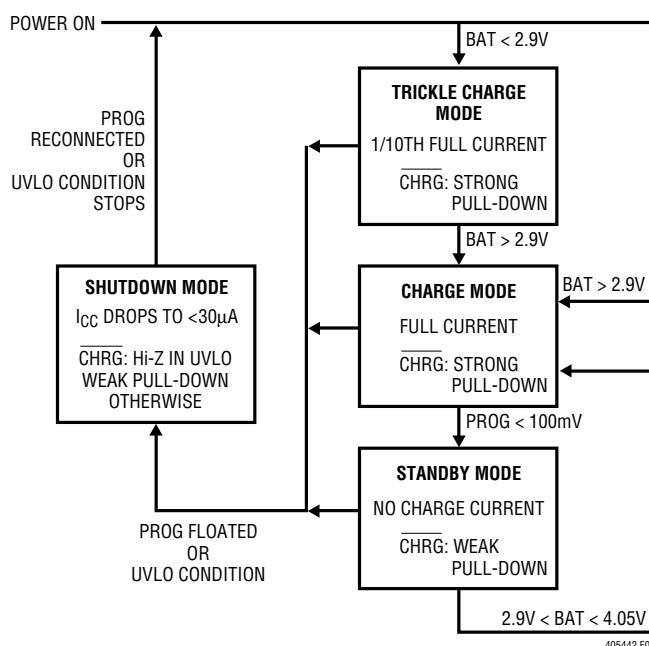 POWER ON
BAT < 2.9V
TRICKLE CHARGE
MODE
1/10TH FULL CURRENT
CHRG: STRONG
PULL-DOWN
PROG
RECONNECTED
OR
UVLO CONDITION
STOPS
BAT > 2.9V
SHUTDOWN MODE
ICC DROPS TO <30µA
CHRG: Hi-Z IN UVLO
WEAK PULL-DOWN
OTHERWISE
CHARGE MODE
FULL CURRENT
CHRG: STRONG
PULL-DOWN
BAT > 2.9V
PROG < 100mV
STANDBY MODE
NO CHARGE CURRENT
CHRG: WEAK
PULL-DOWN
PROG FLOATED
OR
UVLO CONDITION
2.9V < BAT < 4.05V